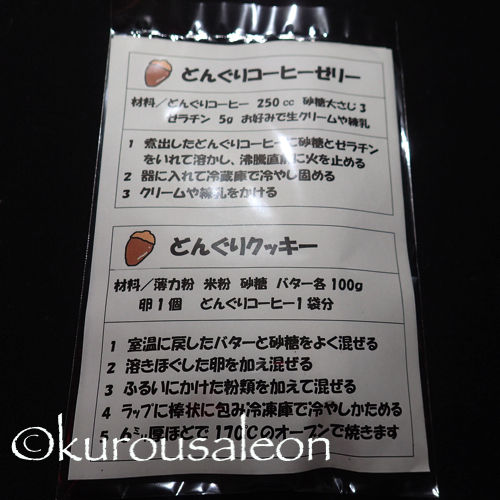 どんぐりコーヒーゼリー
材料/どんぐりコーヒー 250cc 砂糖大さじ3
ゼラチン 5g お好みで生クリームや練乳
1 煮出したどんぐりコーヒーに砂糖とゼラチン
をいれて溶かし、沸騰直前に火を止める
2 器に入れて冷蔵庫で冷やし固める
3 クリームや練乳をかける
どんぐりクッキー
材料/薄力粉 米粉 砂糖 バター各100g
卵1個 どんぐりコーヒー1袋分
1 室温に戻したバターと砂糖をよく混ぜる
2 溶きほぐした卵を加え混ぜる
3 ふるいにかけた粉類を加えて混ぜる
4 ラップに棒状に包み冷凍庫で冷やしかためる
5 ㍉厚ほどで170℃のオーブンで焼きます
©kurousaleon